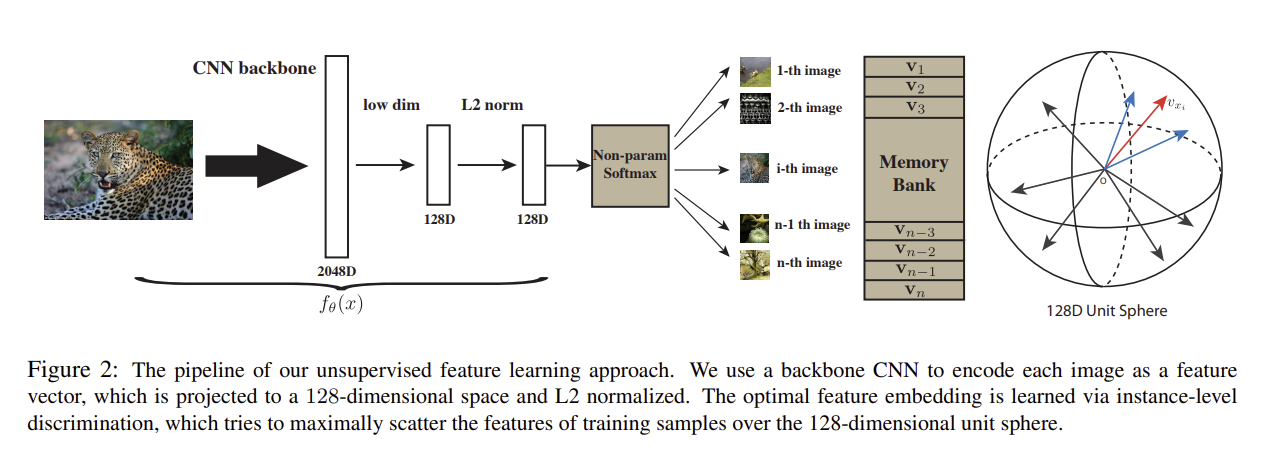 CNN backbone
2048D
low dim
128D
L2 norm
128D
fθ(x)
Non-param
Softmax
1-th image
2-th image
i-th image
n-1 th image
n-th image
v1
v2
v3
Memory
Bank
vn−3
vn−2
vn−1
vn
vxi
O
128D Unit Sphere
Figure 2: The pipeline of our unsupervised feature learning approach. We use a backbone CNN to encode each image as a feature
vector, which is projected to a 128-dimensional space and L2 normalized. The optimal feature embedding is learned via instance-level
discrimination, which tries to maximally scatter the features of training samples over the 128-dimensional unit sphere.